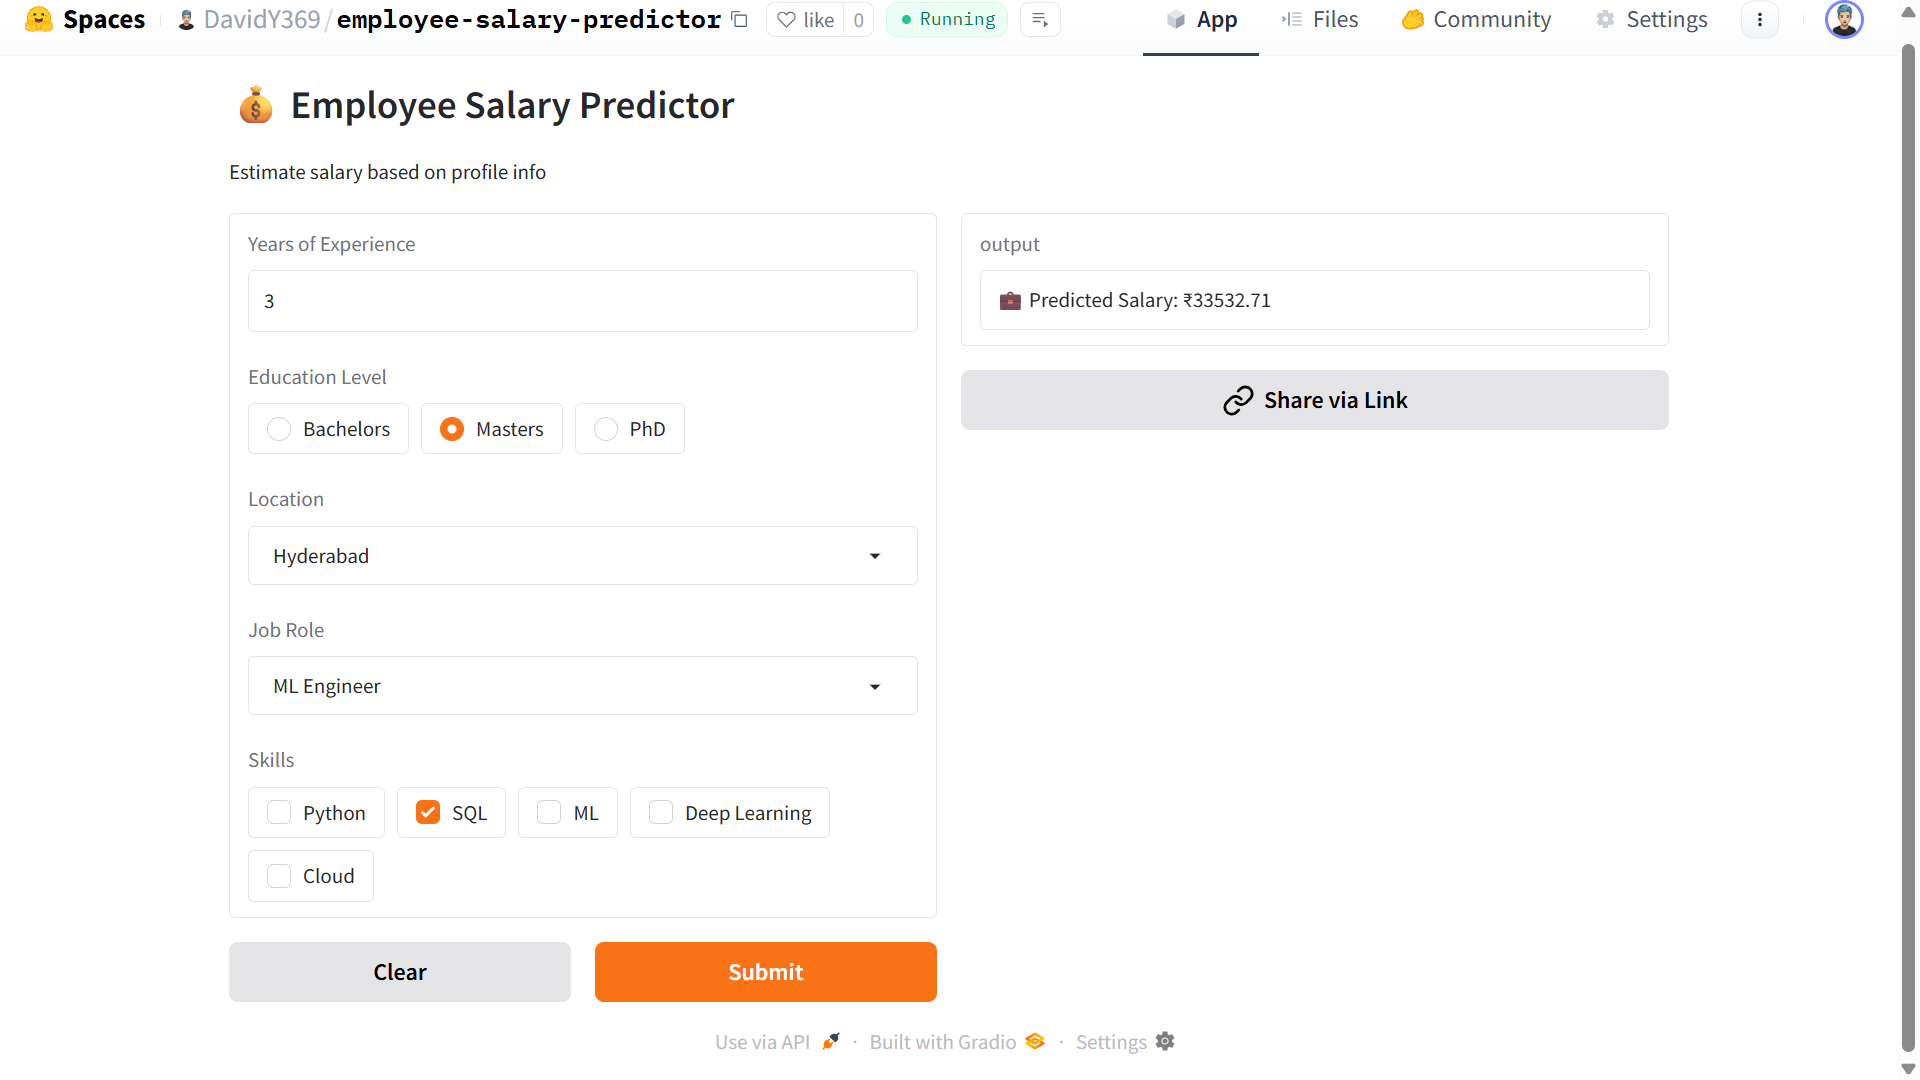 Spaces DavidY369/employee-salary-predictor like 0 Running App Files Community Settings
Employee Salary Predictor
Estimate salary based on profile info
Years of Experience
3
Education Level
Bachelors Masters PhD
Location
Hyderabad
Job Role
ML Engineer
Skills
Python SQL ML Deep Learning
Cloud
Clear Submit
output
Predicted Salary: ₹33532.71
Share via Link
Use via API · Built with Gradio · Settings